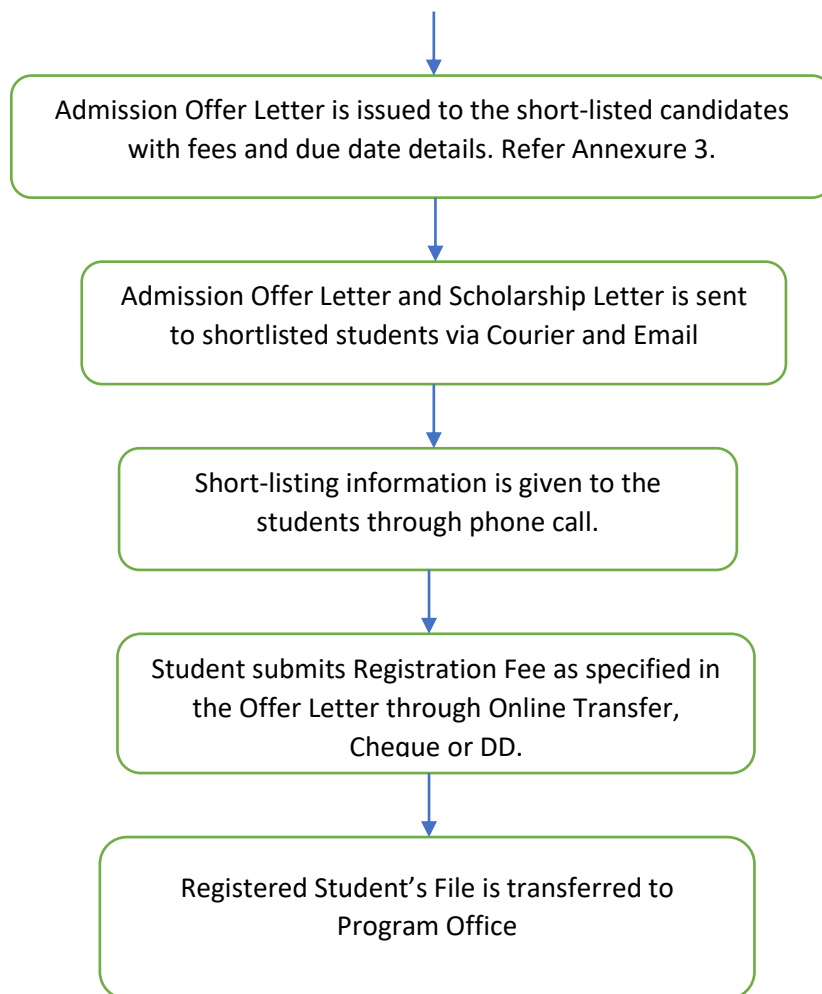 Admission Offer Letter is issued to the short-listed candidates
with fees and due date details. Refer Annexure 3.
Admission Offer Letter and Scholarship Letter is sent
to shortlisted students via Courier and Email
Short-listing information is given to the
students through phone call.
Student submits Registration Fee as specified in
the Offer Letter through Online Transfer,
Cheque or DD.
Registered Student’s File is transferred to
Program Office